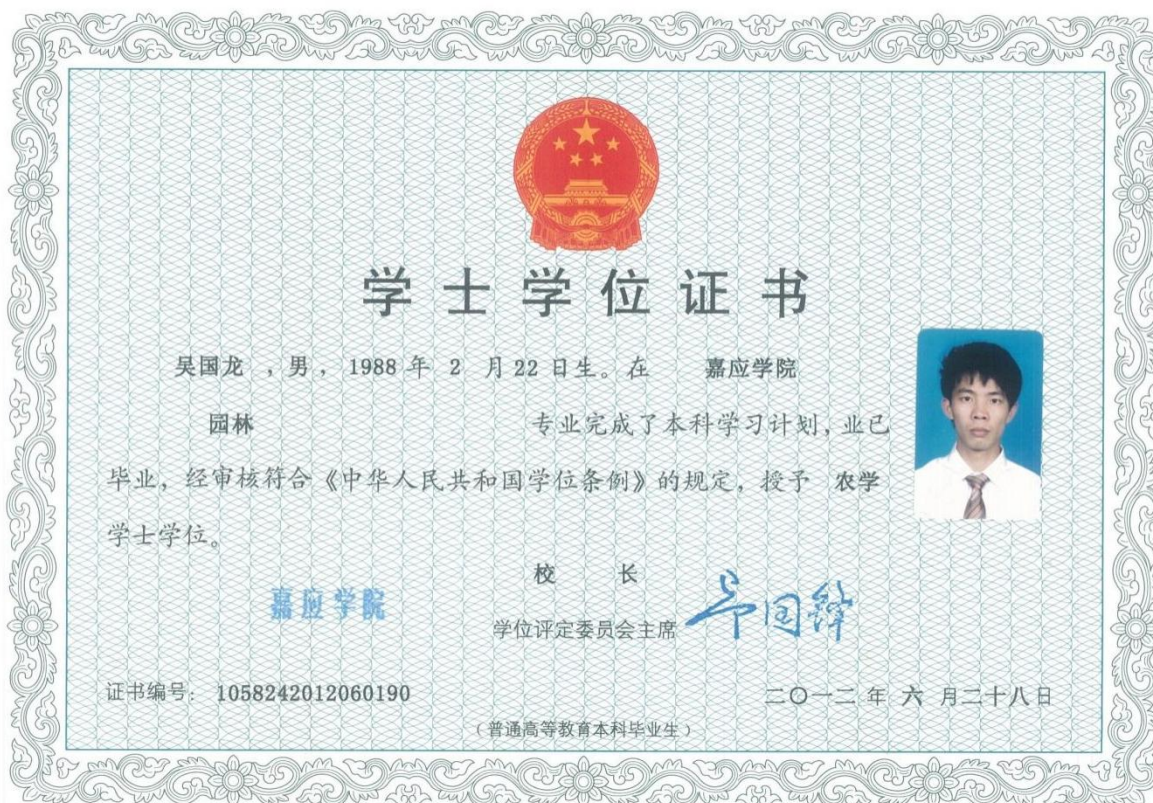 学士学位证书
吴国龙 ，男，1988 年 2 月 22 日生。在 嘉应学院
园林 专业完成了本科学习计划，业已
毕业，经审核符合《中华人民共和国学位条例》的规定，授予 农学
学士学位。
校 长
嘉应学院
学位评定委员会主席
证书编号：1058242012060190
二〇一二 年 六 月二十八日
（普通高等教育本科毕业生）